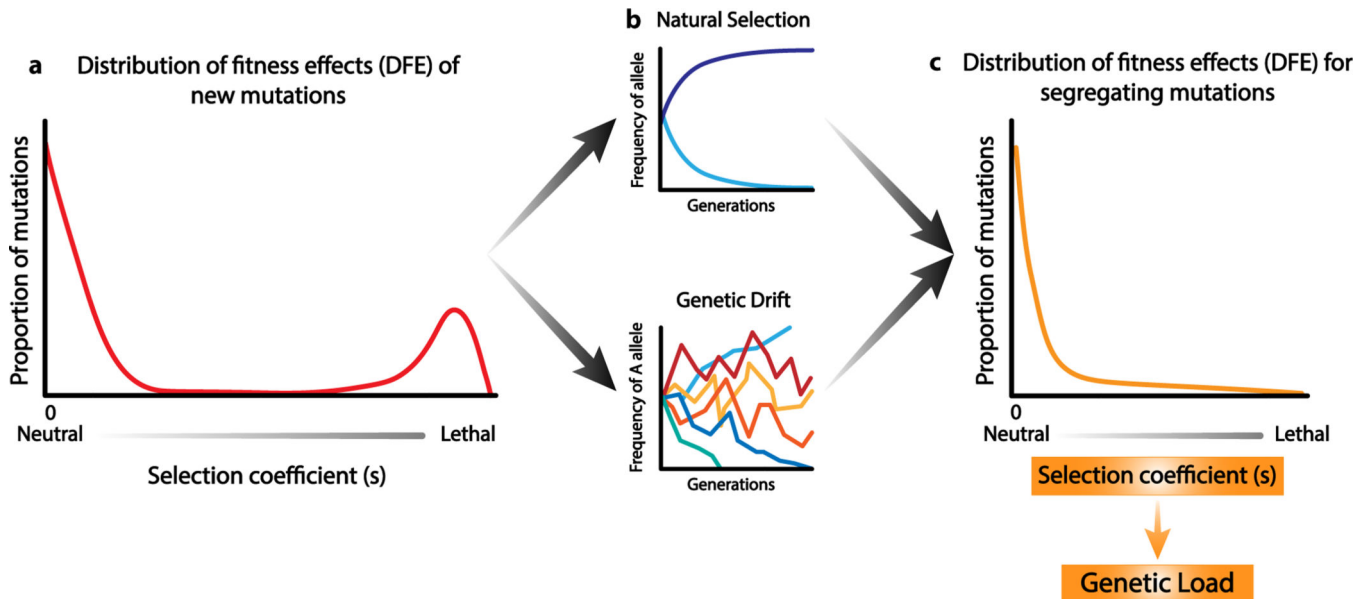 a
Distribution of fitness effects (DFE) of
new mutations
Proportion of mutations
0
Neutral
Lethal
Selection coefficient (s)
b
Natural Selection
Frequency of allele
Generations
Genetic Drift
Frequency of A allele
Generations
c
Distribution of fitness effects (DFE) for
segregating mutations
Proportion of mutations
0
Neutral
Lethal
Selection coefficient (s)
Genetic Load